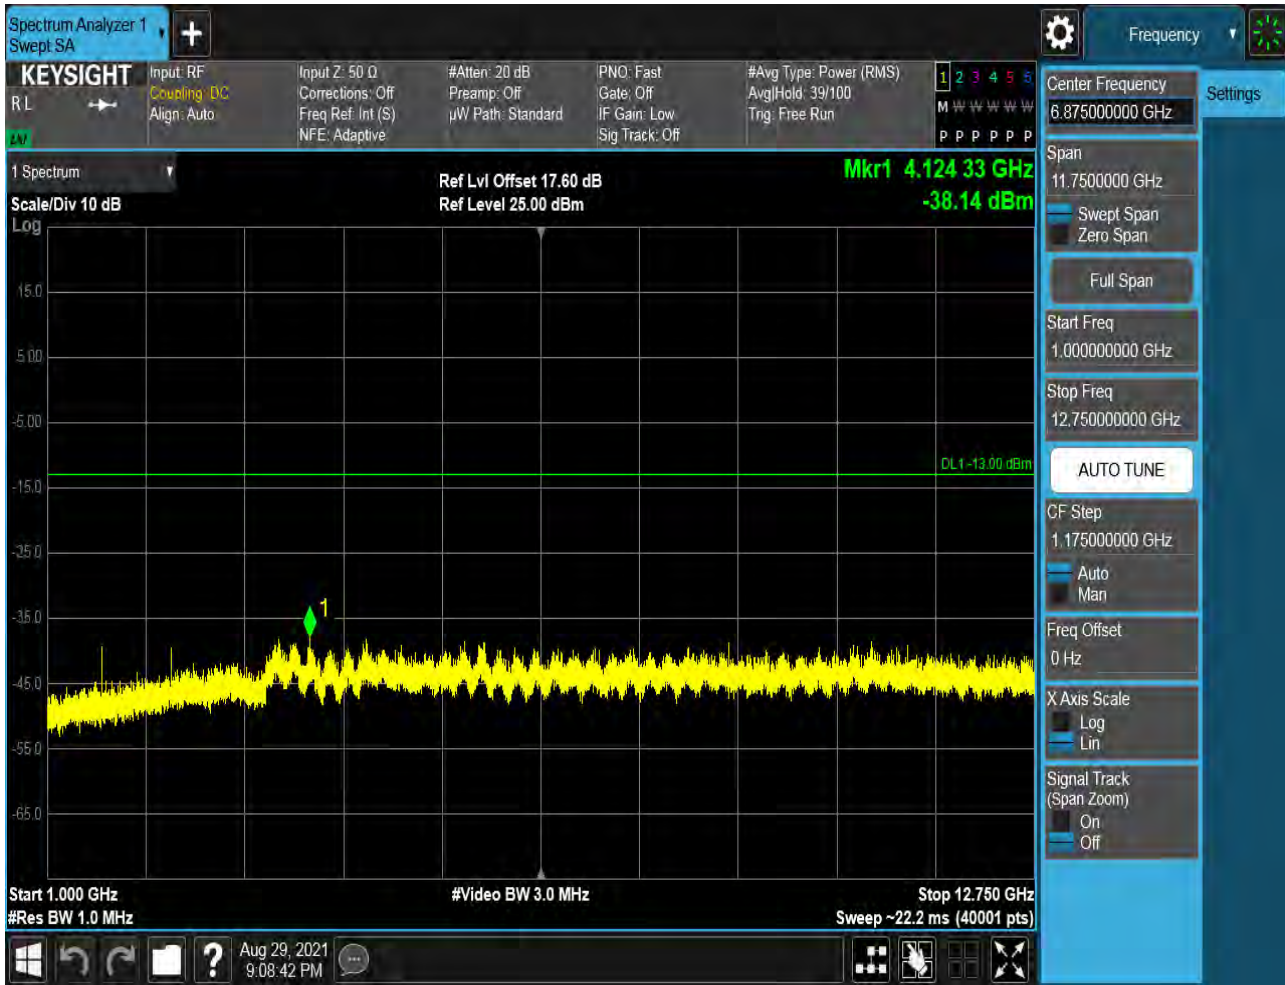 Spectrum Analyzer 1
Swept SA
Frequency
KEYSIGHT
R L
Input: RF
Coupling: DC
Align: Auto
Input Z: 50 Ω
Corrections: Off
Freq Ref: Int (S)
NFE: Adaptive
#Atten: 20 dB
Preamp: Off
µW Path: Standard
PNO: Fast
Gate: Off
IF Gain: Low
Sig Track: Off
#Avg Type: Power (RMS)
Avg|Hold: 39/100
Trig: Free Run
1 2 3 4 5 6
M W W W W W
P P P P P P
1 Spectrum
Scale/Div 10 dB
Ref Lvl Offset 17.60 dB
Ref Level 25.00 dBm
Mkr1 4.124 33 GHz
-38.14 dBm
Log
15.0
5.00
-5.00
-15.0
-25.0
-35.0
-45.0
-55.0
-65.0
DL1 -13.00 dBm
1
Start 1.000 GHz
#Res BW 1.0 MHz
#Video BW 3.0 MHz
Stop 12.750 GHz
Sweep ~22.2 ms (40001 pts)
Aug 29, 2021
9:08:42 PM
Center Frequency
6.875000000 GHz
Settings
Span
11.7500000 GHz
Swept Span
Zero Span
Full Span
Start Freq
1.000000000 GHz
Stop Freq
12.750000000 GHz
AUTO TUNE
CF Step
1.175000000 GHz
Auto
Man
Freq Offset
0 Hz
X Axis Scale
Log
Lin
Signal Track
(Span Zoom)
On
Off